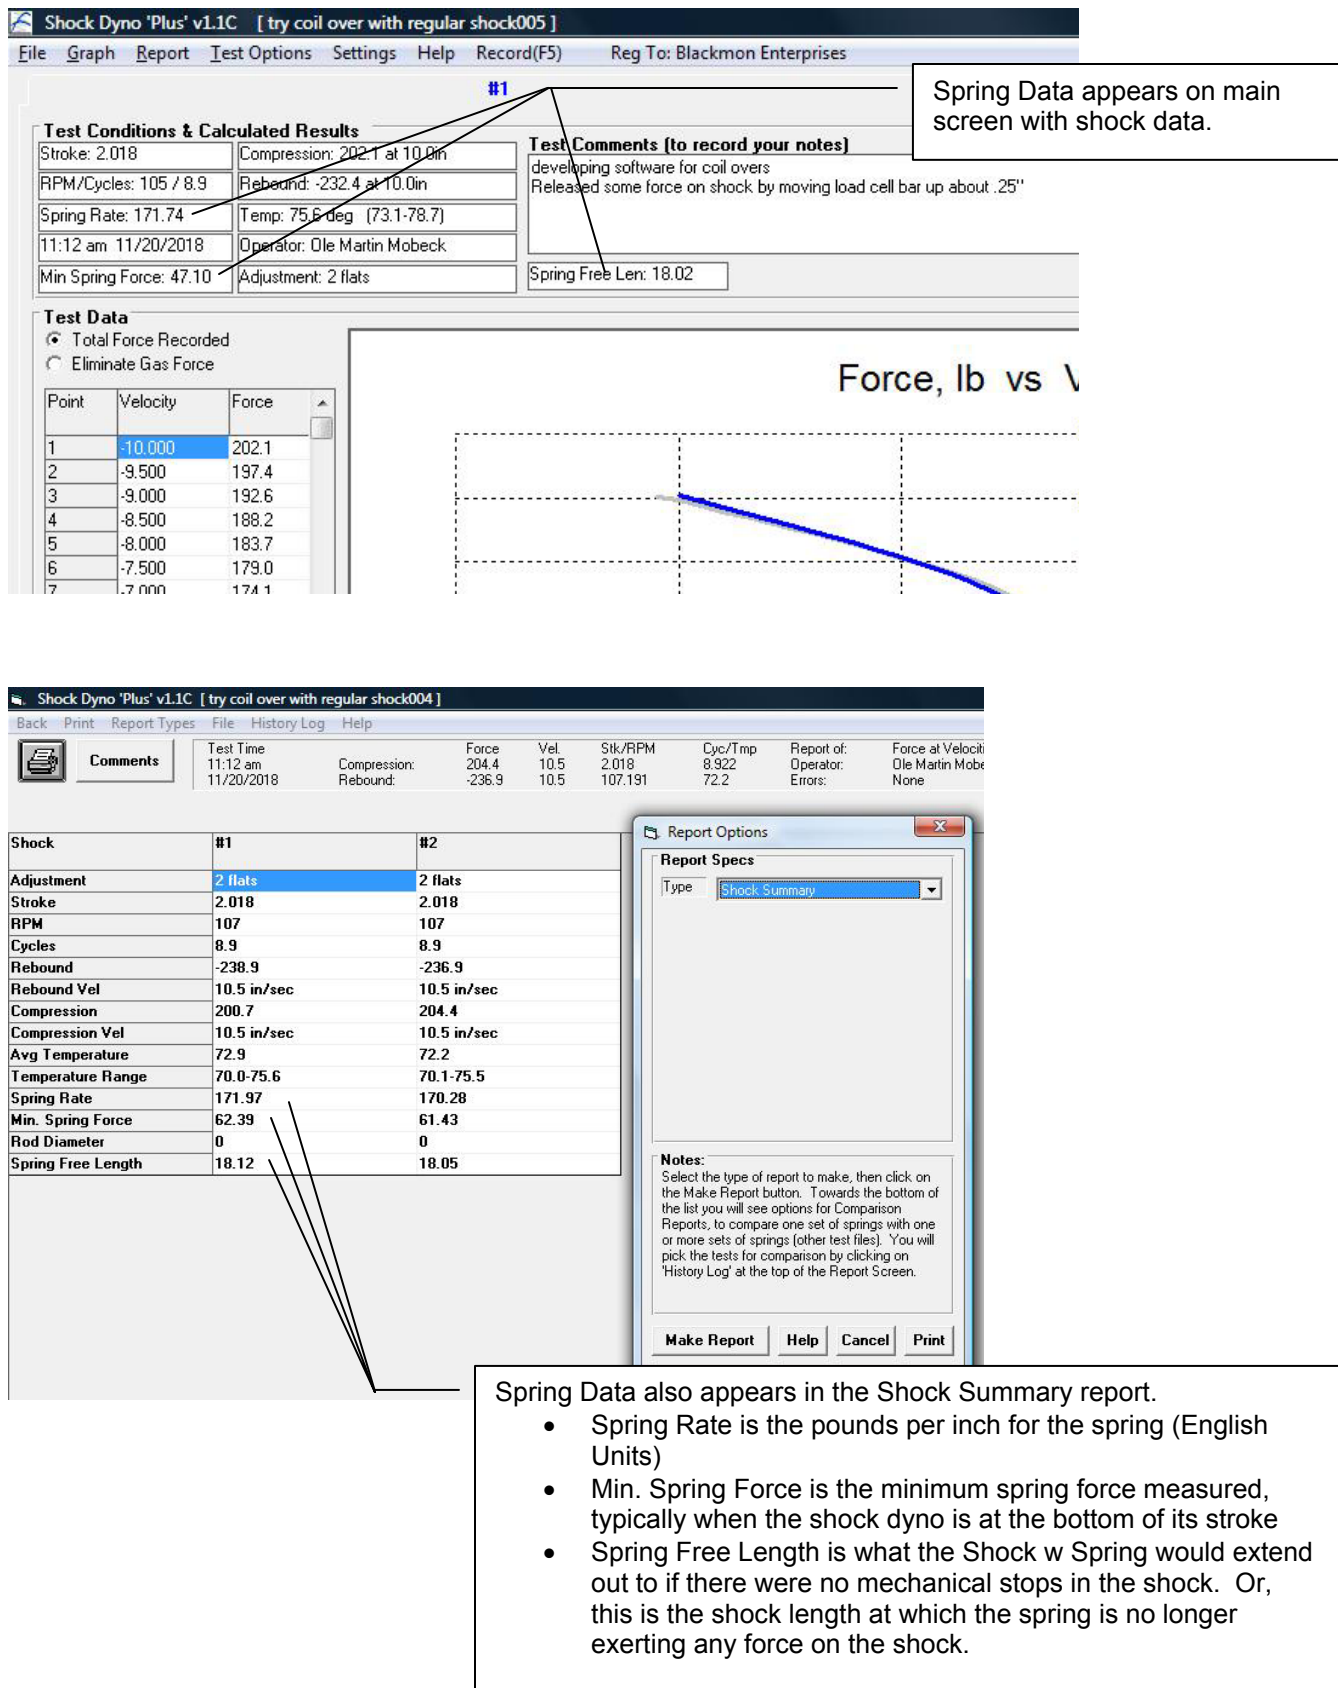 Shock Dyno 'Plus' v1.1C [ try coil over with regular shock005 ]
File Graph Report Test Options Settings Help Record(F5) Reg To: Blackmon Enterprises
#1
Spring Data appears on main
screen with shock data.
Test Conditions & Calculated Results
Stroke: 2.018 Compression: 202.1 at 10.0in
RPM/Cycles: 105 / 8.9 Rebound: -232.4 at 10.0in
Spring Rate: 171.74 Temp: 75.6 deg (73.1-78.7)
11:12 am 11/20/2018 Operator: Ole Martin Mobeck
Min Spring Force: 47.10 Adjustment: 2 flats
Test Comments (to record your notes)
developing software for coil overs
Released some force on shock by moving load cell bar up about .25"
Spring Free Len: 18.02
Test Data
Total Force Recorded
Eliminate Gas Force
Point Velocity Force
1 -10.000 202.1
2 -9.500 197.4
3 -9.000 192.6
4 -8.500 188.2
5 -8.000 183.7
6 -7.500 179.0
7 -7.000 174.1
Force, lb vs V
Shock Dyno 'Plus' v1.1C [ try coil over with regular shock004 ]
Back Print Report Types File History Log Help
Comments
Test Time Force Vel. Stk/RPM Cyc/Tmp Report of: Force at Velociti
11:12 am Compression: 204.4 10.5 2.018 8.922 Operator: Ole Martin Mobe
11/20/2018 Rebound: -236.9 10.5 107.191 72.2 Errors: None
Shock #1 #2
Adjustment 2 flats 2 flats
Stroke 2.018 2.018
RPM 107 107
Cycles 8.9 8.9
Rebound -238.9 -236.9
Rebound Vel 10.5 in/sec 10.5 in/sec
Compression 200.7 204.4
Compression Vel 10.5 in/sec 10.5 in/sec
Avg Temperature 72.9 72.2
Temperature Range 70.0-75.6 70.1-75.5
Spring Rate 171.97 170.28
Min. Spring Force 62.39 61.43
Rod Diameter 0 0
Spring Free Length 18.12 18.05
Report Options
Report Specs
Type Shock Summary
Notes:
Select the type of report to make, then click on
the Make Report button. Towards the bottom of
the list you will see options for Comparison
Reports, to compare one set of springs with one
or more sets of springs (other test files). You will
pick the tests for comparison by clicking on
'History Log' at the top of the Report Screen.
Make Report Help Cancel Print
Spring Data also appears in the Shock Summary report.
• Spring Rate is the pounds per inch for the spring (English
Units)
• Min. Spring Force is the minimum spring force measured,
typically when the shock dyno is at the bottom of its stroke
• Spring Free Length is what the Shock w Spring would extend
out to if there were no mechanical stops in the shock. Or,
this is the shock length at which the spring is no longer
exerting any force on the shock.